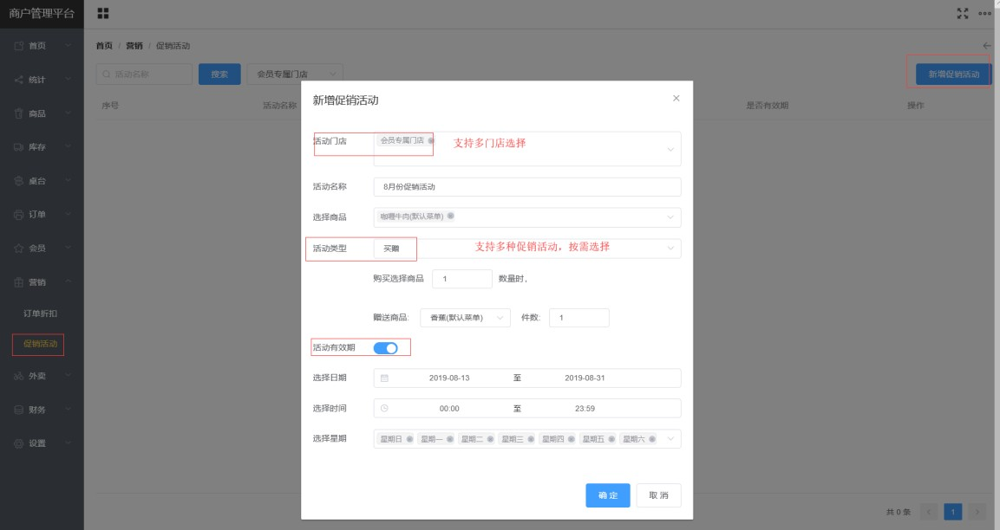 商户管理平台
首页
统计
商品
库存
桌台
订单
会员
营销
订单折扣
促销活动
外卖
财务
设置
首页 / 营销 / 促销活动
活动名称 搜索 会员专属门店 新增促销活动
序号 活动名称 是否有效期 操作
新增促销活动
活动门店 会员专属门店 支持多门店选择
活动名称 8月份促销活动
选择商品 咖喱牛肉(默认菜单)
活动类型 买赠 支持多种促销活动，按需选择
购买选择商品 1 数量时、
赠送商品: 香蕉(默认菜单) 件数: 1
活动有效期
选择日期 2019-08-13 至 2019-08-31
选择时间 00:00 至 23:59
选择星期 星期日 星期一 星期二 星期三 星期四 星期五 星期六
确定 取消
共 0 条 1